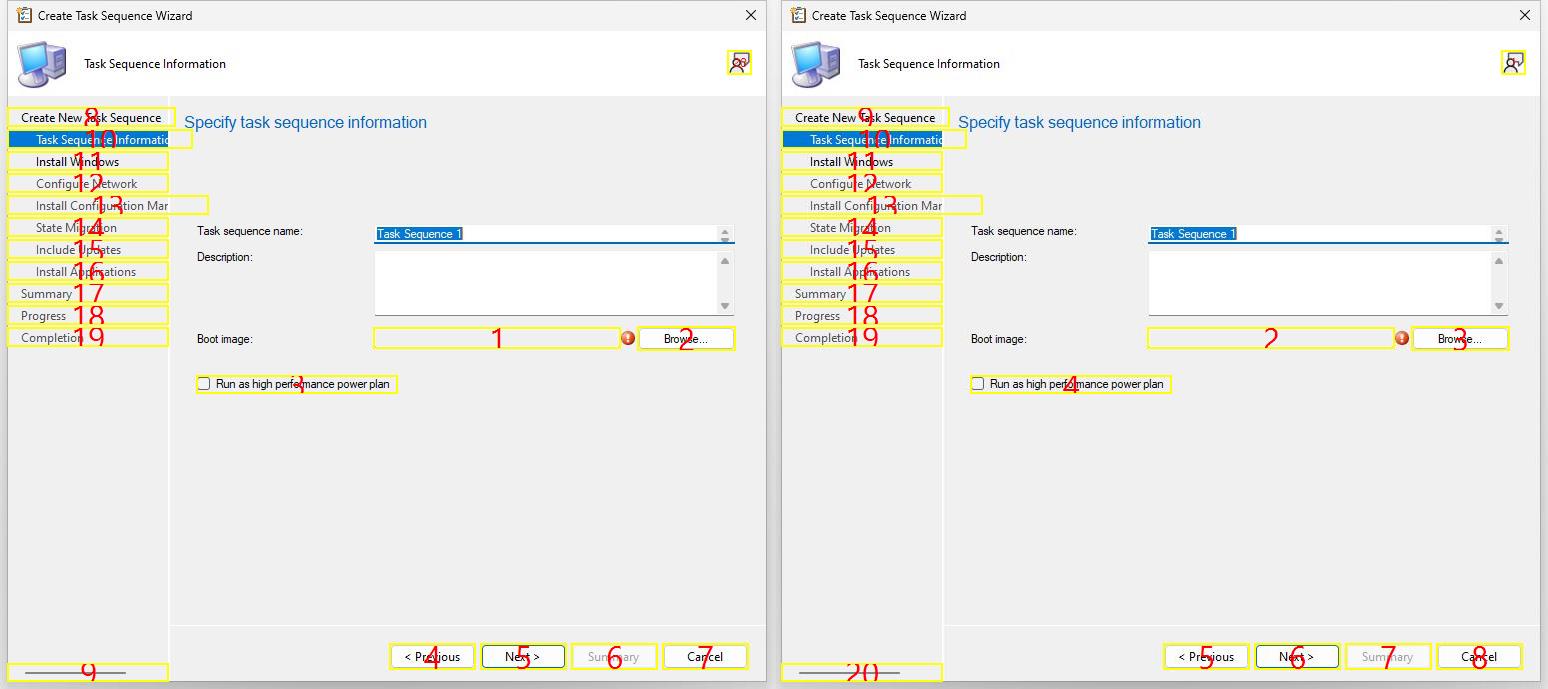 Create Task Sequence Wizard
Task Sequence Information
8
Create New Task Sequence
10
Task Sequence Informatic
11
Install Windows
12
Configure Network
13
Install Configuration Mar
14
State Migration
15
Include Updates
16
Install Applications
17
Summary
18
Progress
19
Completion
9
Specify task sequence information
Task sequence name:
Task Sequence 1
Description:
Boot image:
1
2
Browse...
Run as high performance power plan
4
< Previous
5
Next >
6
Summary
7
Cancel
Create Task Sequence Wizard
Task Sequence Information
9
Create New Task Sequence
10
Task Sequence Informatic
11
Install Windows
12
Configure Network
13
Install Configuration Mar
14
State Migration
15
Include Updates
16
Install Applications
17
Summary
18
Progress
19
Completion
20
Specify task sequence information
Task sequence name:
Task Sequence 1
Description:
Boot image:
2
3
Browse...
4
Run as high performance power plan
5
< Previous
6
Next >
7
Summary
8
Cancel